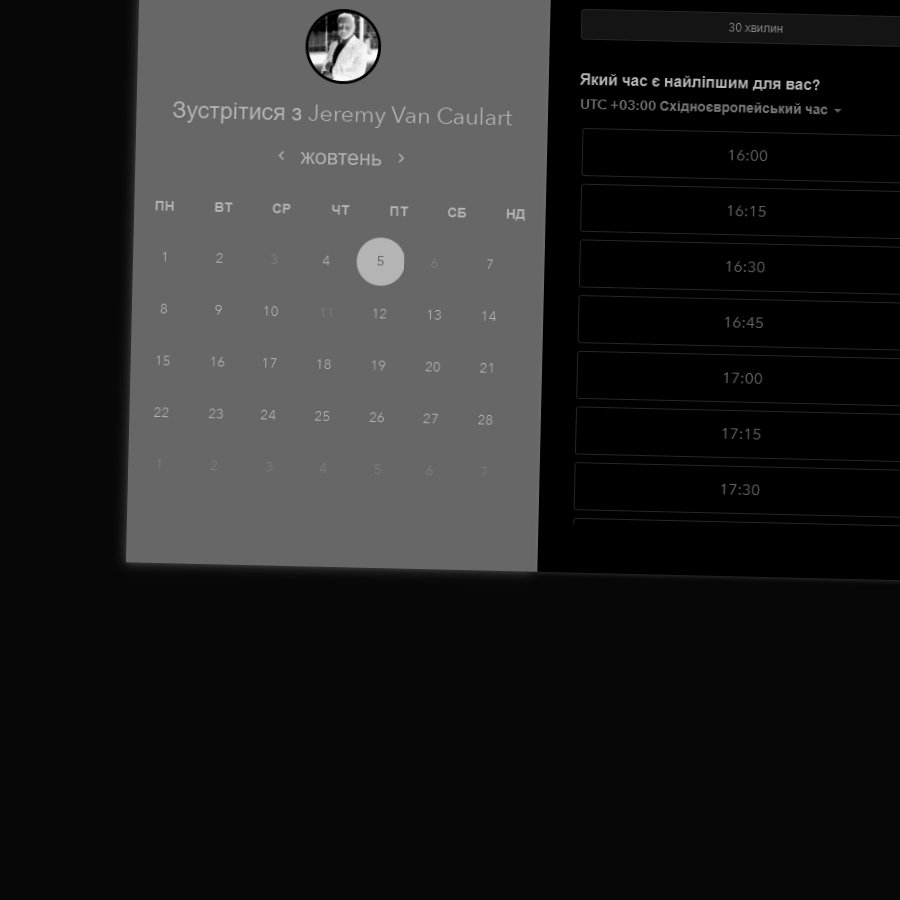 Зустрітися з Jeremy Van Caulart
жовтень
ПН ВТ СР ЧТ ПТ СБ НД
1 2 3 4 5 6 7
8 9 10 11 12 13 14
15 16 17 18 19 20 21
22 23 24 25 26 27 28
1 2 3 4 5 6 7
30 хвилин
Який час є найліпшим для вас?
UTC +03:00 Східноєвропейський час
16:00
16:15
16:30
16:45
17:00
17:15
17:30